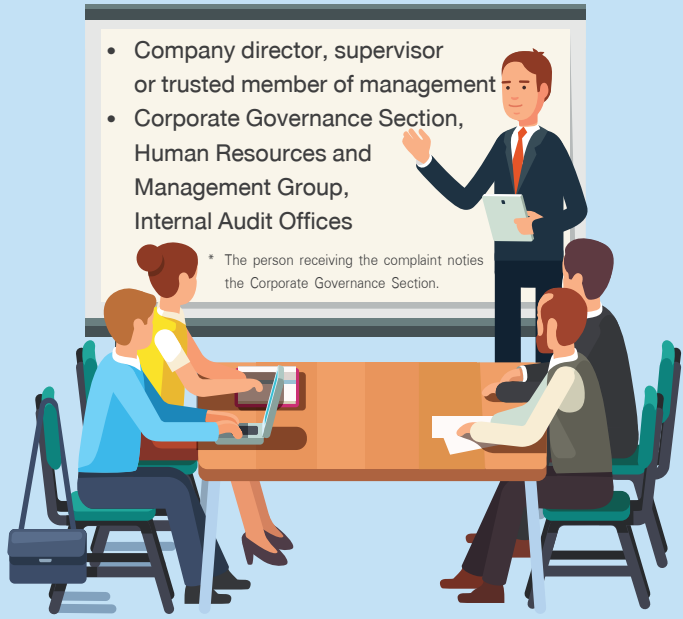 • Company director, supervisor
or trusted member of management
• Corporate Governance Section,
Human Resources and
Management Group,
Internal Audit Offices
* The person receiving the complaint noties
the Corporate Governance Section.